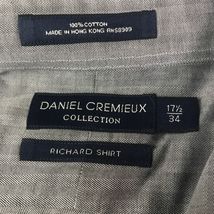 100% COTTON
MADE IN HONG KONG RN58989
DANIEL CREMIEUX
COLLECTION
17½
34
RICHARD SHIRT